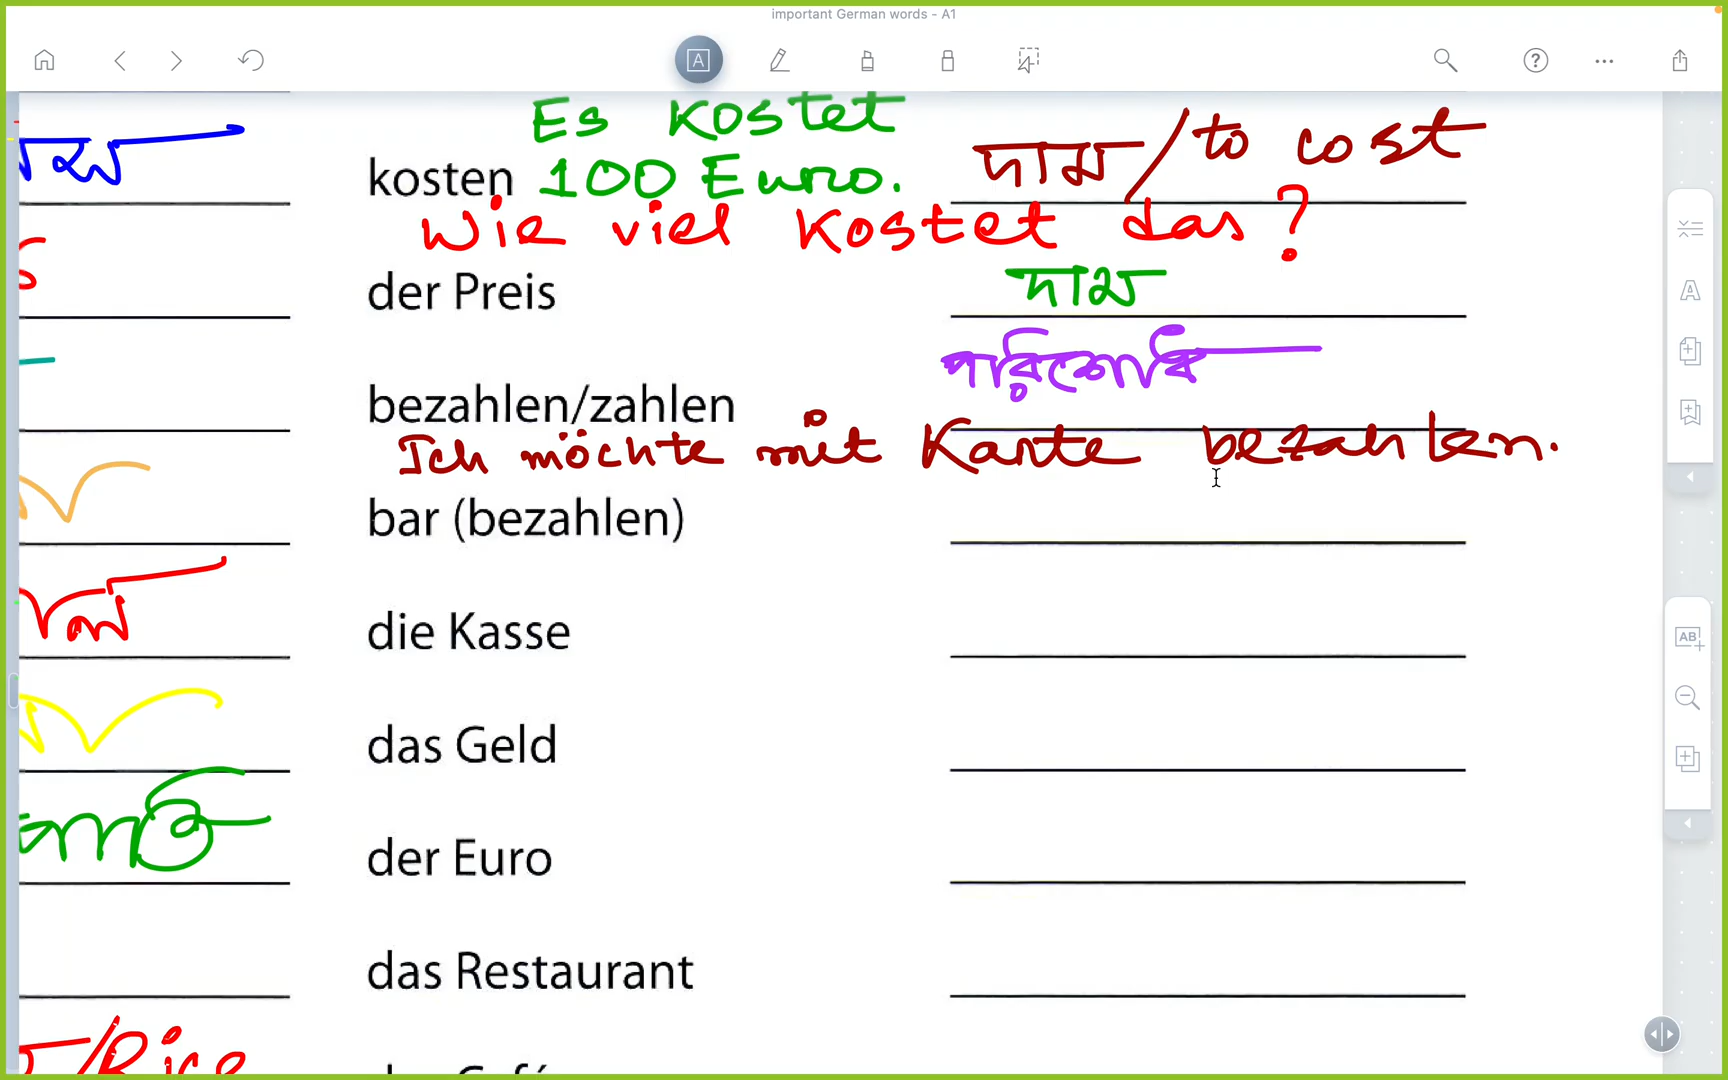 important German words - A1
Es kostet
kosten 100 Euro. দাম/to cost
Wie viel kostet das?
der Preis দাম
bezahlen/zahlen
Ich möchte mit Karte bezahlen.
bar (bezahlen)
die Kasse
das Geld
der Euro
das Restaurant
/Rice